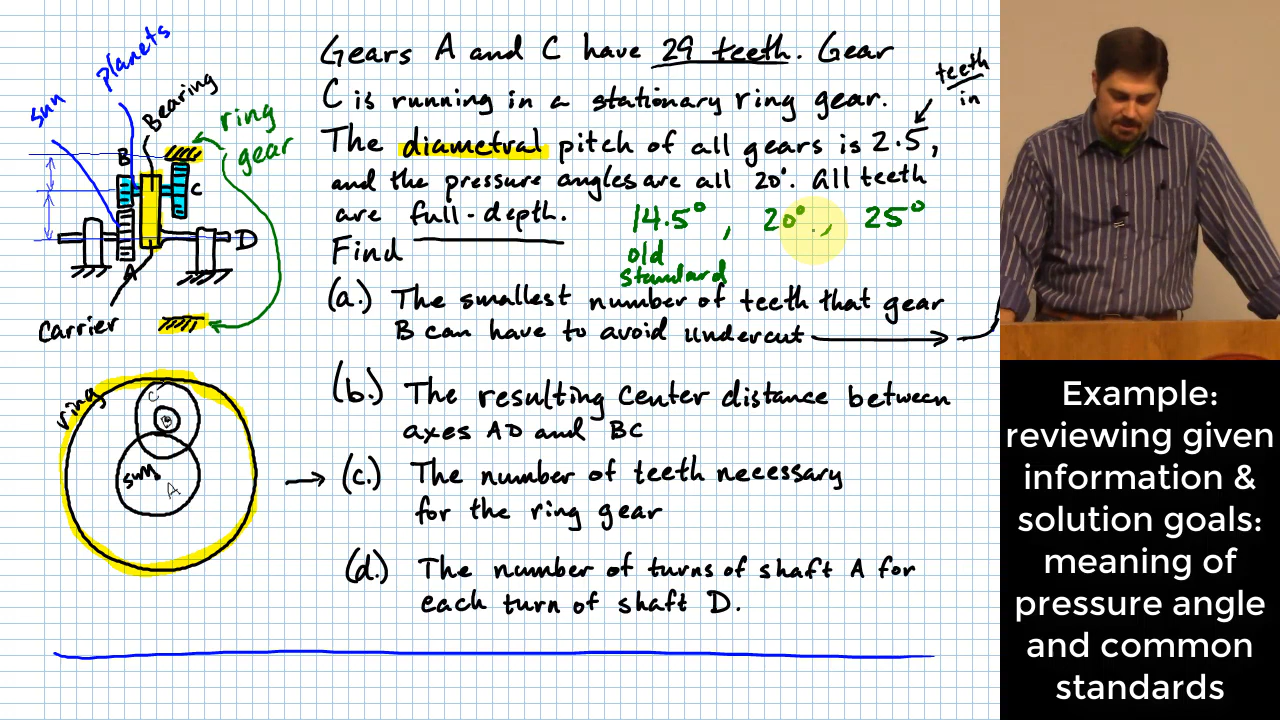 planets
sun
Bearing
ring
gear
B
C
D
A
Carrier
ring
C
B
sun
A
Gears A and C have 29 teeth. Gear
C is running in a stationary ring gear.
teeth
in
The diametral pitch of all gears is 2.5,
and the pressure angles are all 20°. All teeth
are full-depth.
14.5°, 20°, 25°
old
standard
Find
(a.) The smallest number of teeth that gear
B can have to avoid undercut
(b.) The resulting center distance between
axes AD and BC
(c.) The number of teeth necessary
for the ring gear
(d.) The number of turns of shaft A for
each turn of shaft D.
Example:
reviewing given
information &
solution goals:
meaning of
pressure angle
and common
standards